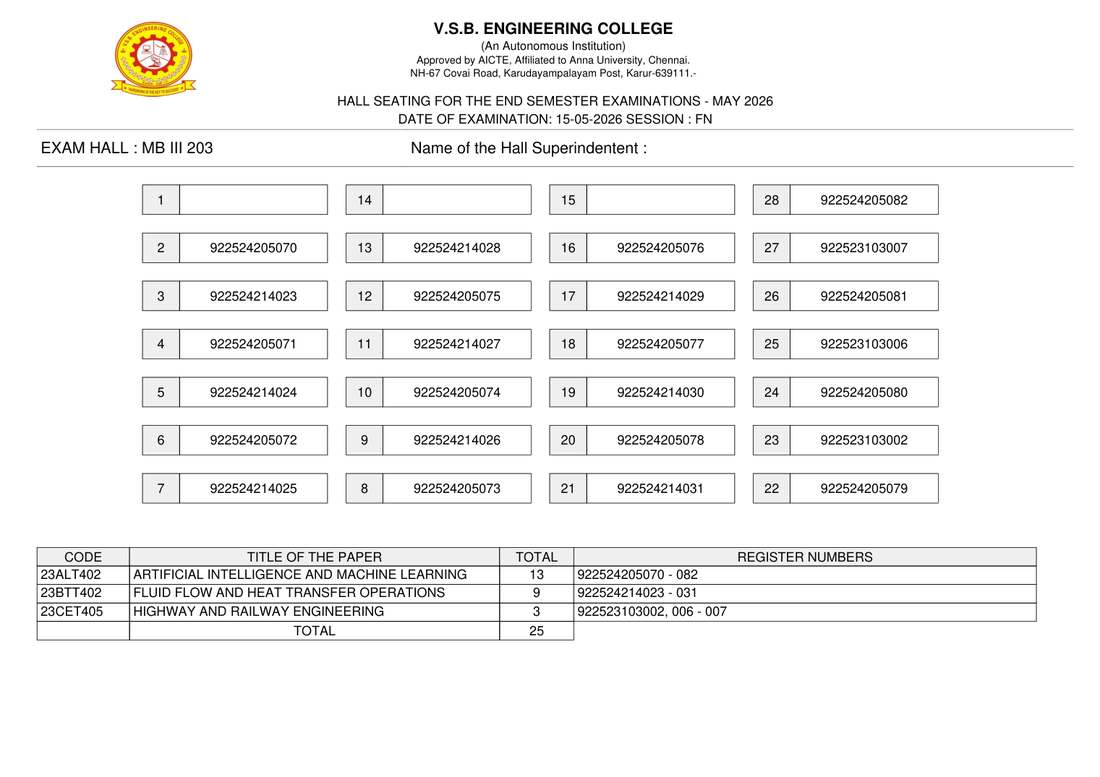 V.S.B. ENGINEERING COLLEGE
(An Autonomous Institution)
Approved by AICTE, Affiliated to Anna University, Chennai.
NH-67 Covai Road, Karudayampalayam Post, Karur-639111.-
HALL SEATING FOR THE END SEMESTER EXAMINATIONS - MAY 2026
DATE OF EXAMINATION: 15-05-2026 SESSION : FN
EXAM HALL : MB III 203 Name of the Hall Superindentent :
1 14 15 28 922524205082
2 922524205070 13 922524214028 16 922524205076 27 922523103007
3 922524214023 12 922524205075 17 922524214029 26 922524205081
4 922524205071 11 922524214027 18 922524205077 25 922523103006
5 922524214024 10 922524205074 19 922524214030 24 922524205080
6 922524205072 9 922524214026 20 922524205078 23 922523103002
7 922524214025 8 922524205073 21 922524214031 22 922524205079
CODE TITLE OF THE PAPER TOTAL REGISTER NUMBERS
23ALT402 ARTIFICIAL INTELLIGENCE AND MACHINE LEARNING 13 922524205070 - 082
23BTT402 FLUID FLOW AND HEAT TRANSFER OPERATIONS 9 922524214023 - 031
23CET405 HIGHWAY AND RAILWAY ENGINEERING 3 922523103002, 006 - 007
TOTAL 25